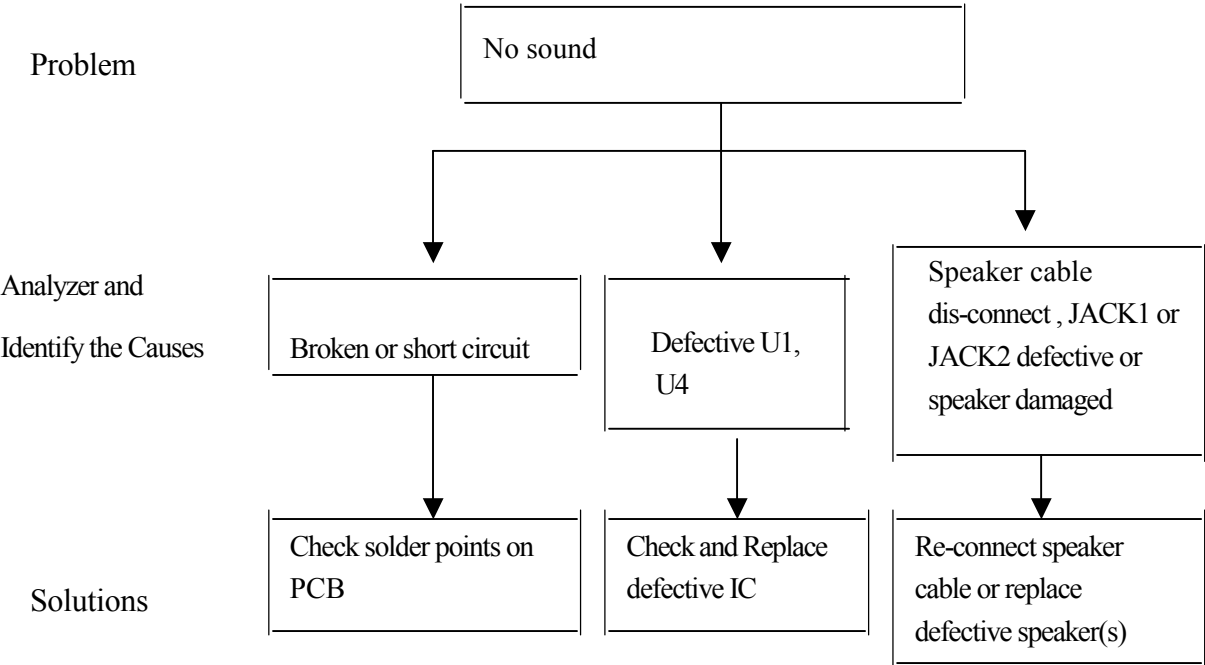 Problem
No sound
Analyzer and
Identify the Causes
Broken or short circuit
Defective U1,
U4
Speaker cable
dis-connect , JACK1 or
JACK2 defective or
speaker damaged
Solutions
Check solder points on
PCB
Check and Replace
defective IC
Re-connect speaker
cable or replace
defective speaker(s)